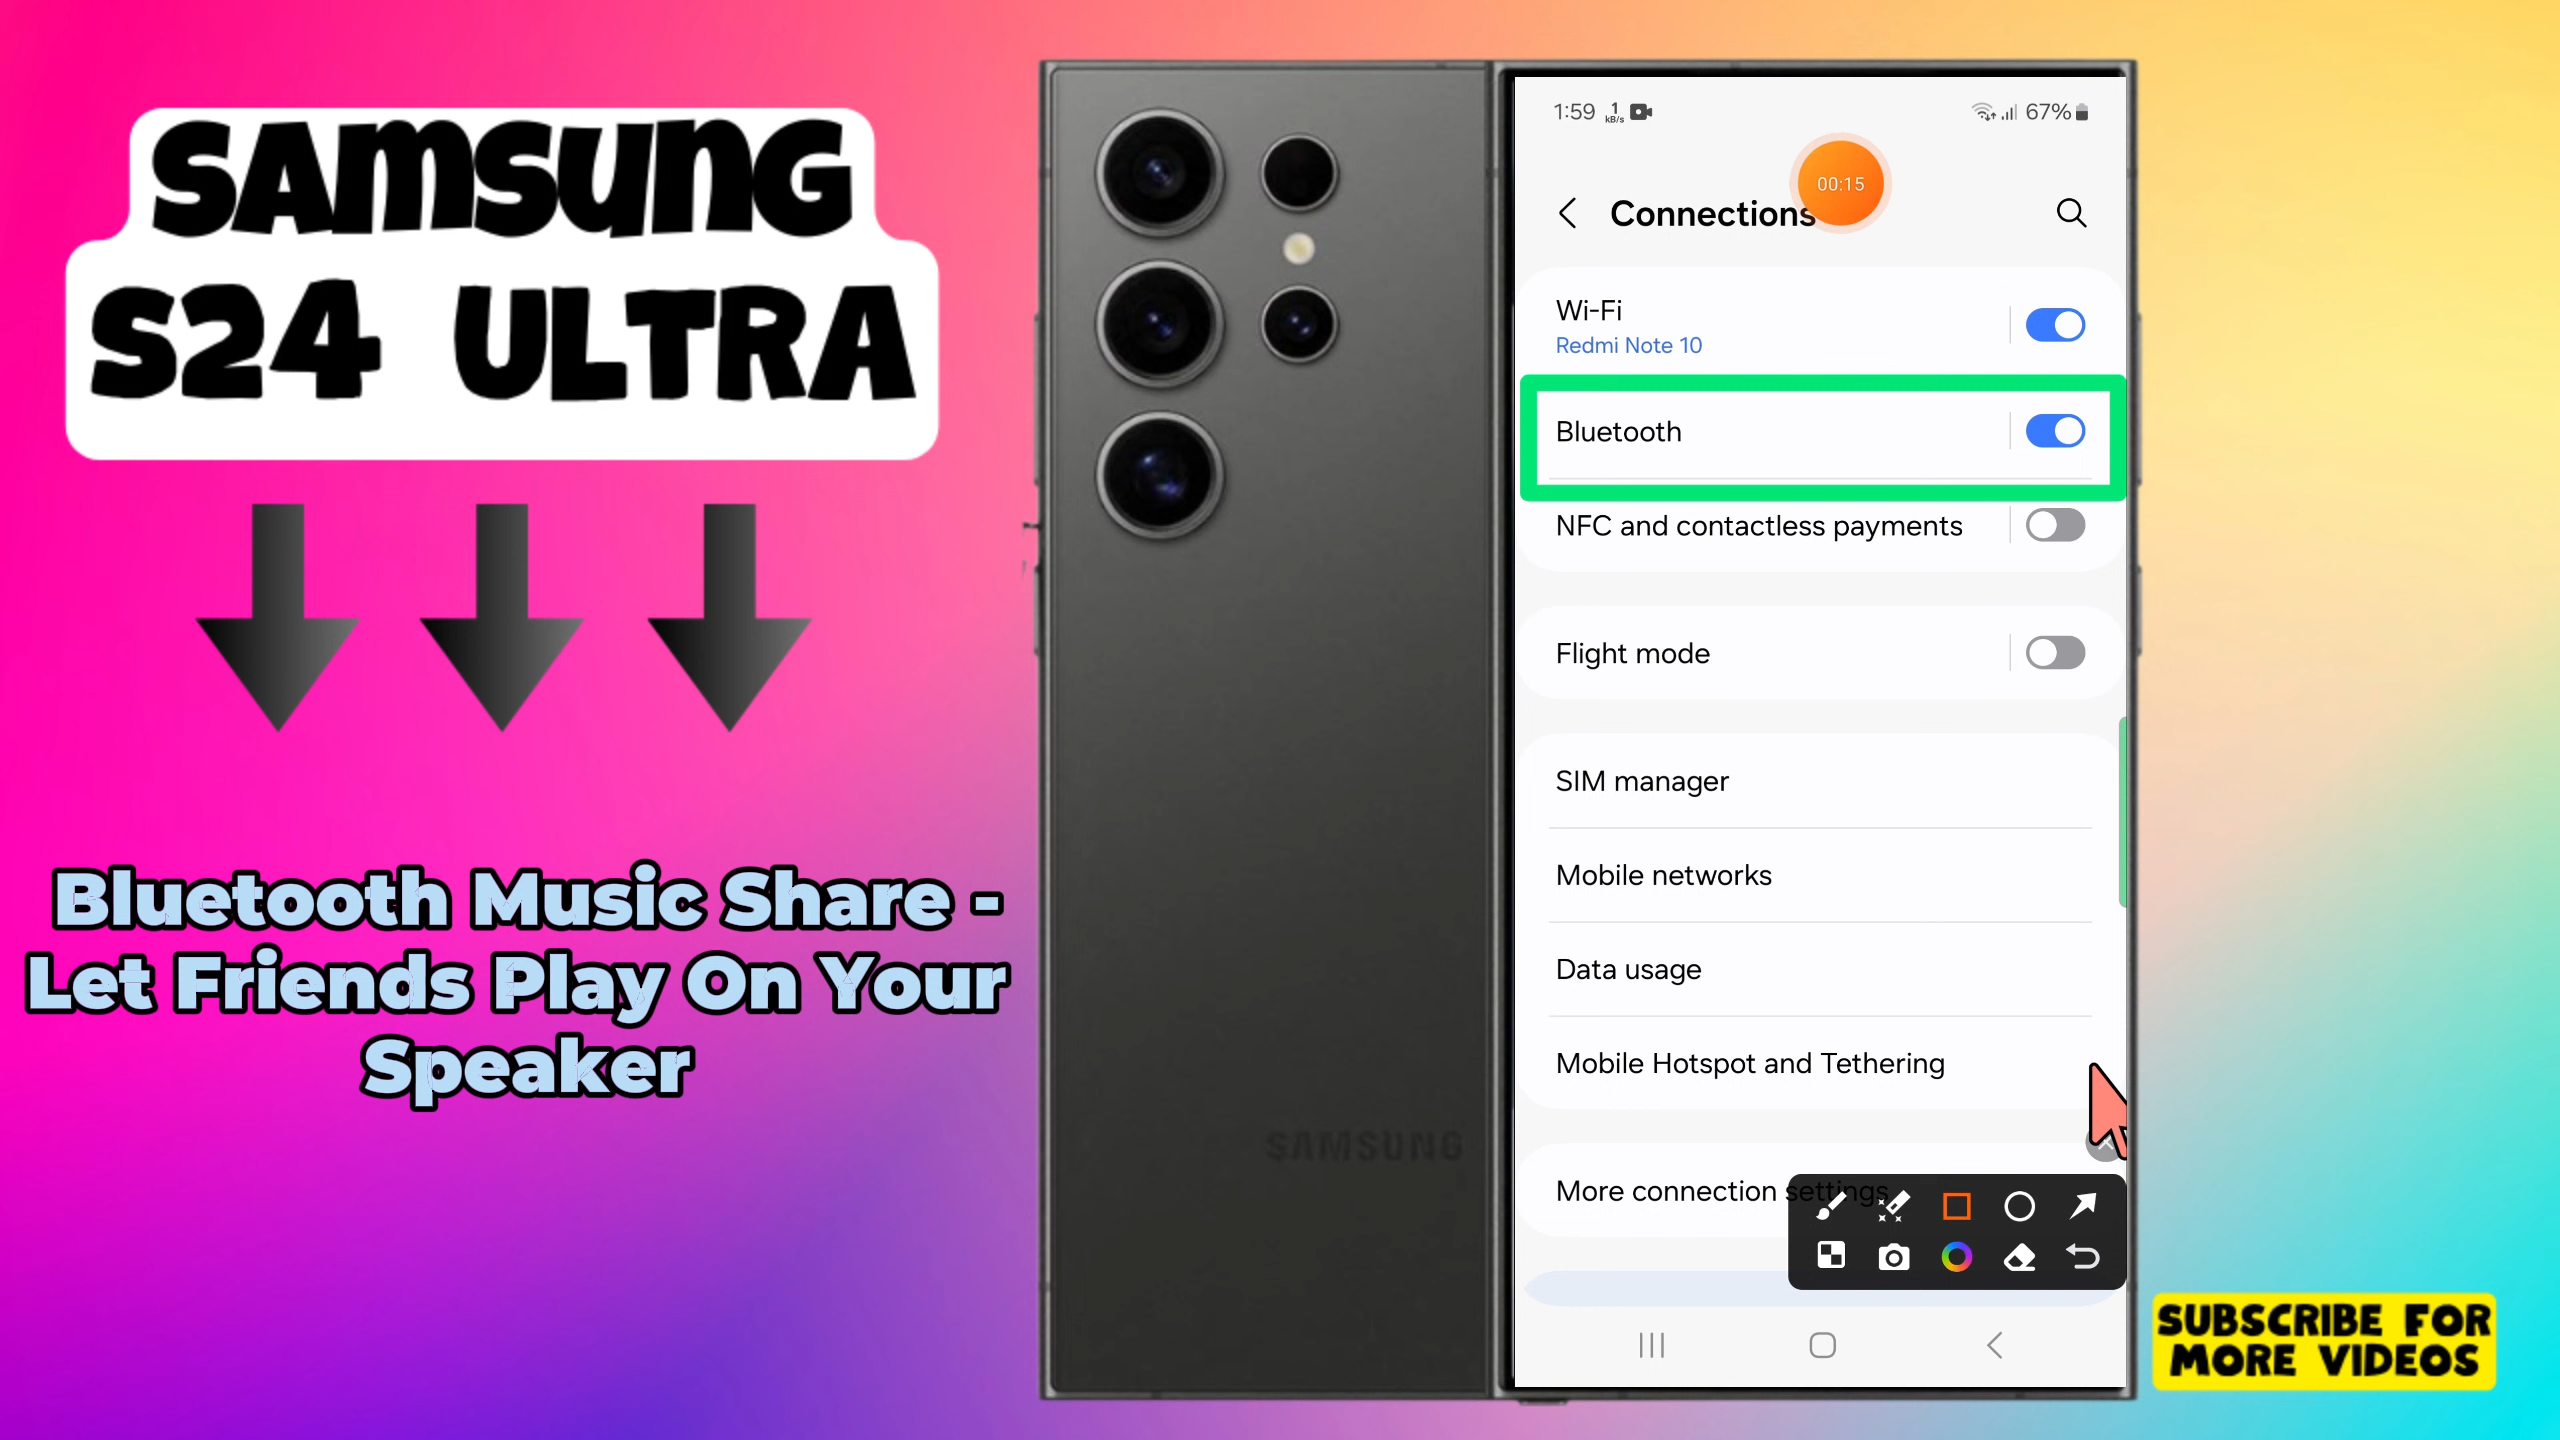 SAMSUNG
S24 ULTRA
Bluetooth Music Share -
Let Friends Play On Your
Speaker
SAMSUNG
1:59 1 kB/s 67%
00:15
Connections
Wi-Fi
Redmi Note 10
Bluetooth
NFC and contactless payments
Flight mode
SIM manager
Mobile networks
Data usage
Mobile Hotspot and Tethering
More connection settings
SUBSCRIBE FOR
MORE VIDEOS